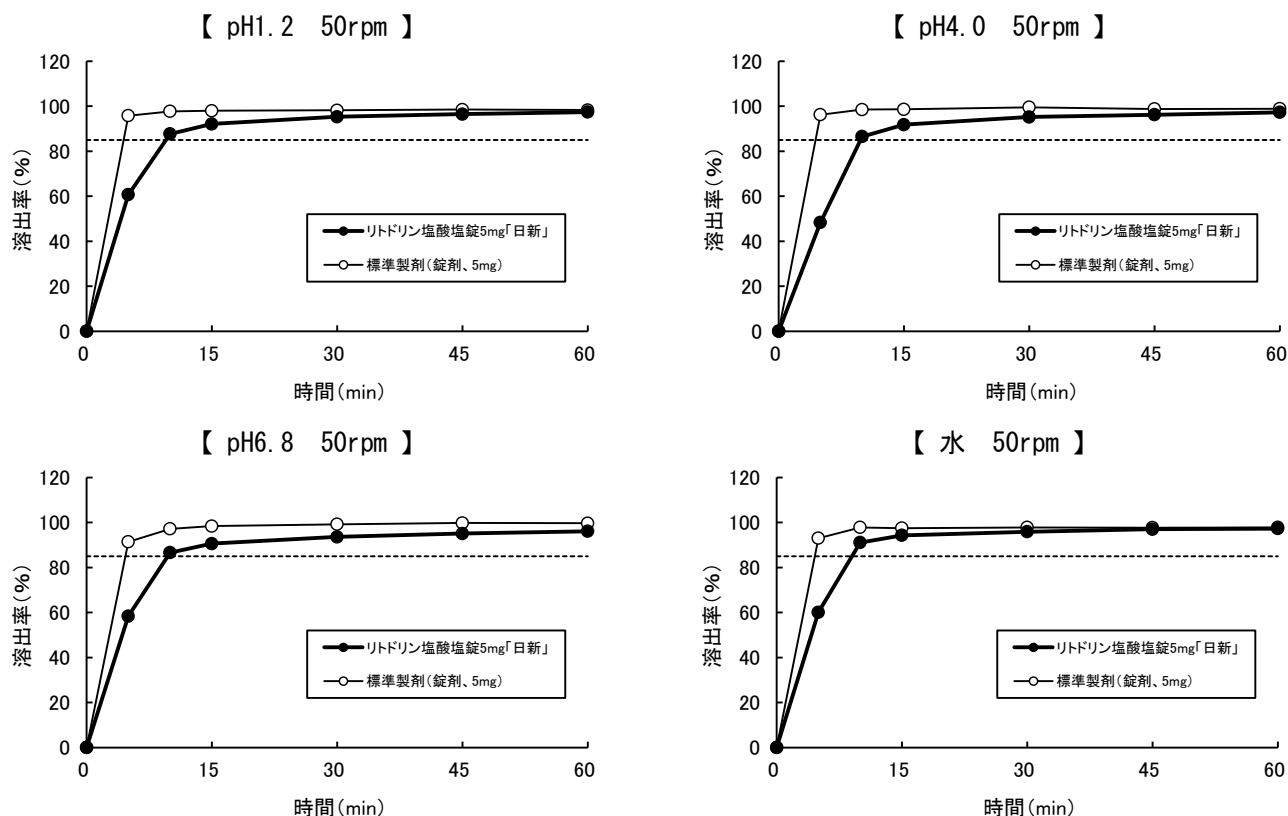 【 pH1.2 50rpm 】
120
100
80
60
40
20
0
溶出率(%)
0 15 30 45 60
時間(min)
リトドリン塩酸塩錠5mg「日新」
標準製剤(錠剤、5mg)
【 pH4.0 50rpm 】
120
100
80
60
40
20
0
溶出率(%)
0 15 30 45 60
時間(min)
リトドリン塩酸塩錠5mg「日新」
標準製剤(錠剤、5mg)
【 pH6.8 50rpm 】
120
100
80
60
40
20
0
溶出率(%)
0 15 30 45 60
時間(min)
リトドリン塩酸塩錠5mg「日新」
標準製剤(錠剤、5mg)
【 水 50rpm 】
120
100
80
60
40
20
0
溶出率(%)
0 15 30 45 60
時間(min)
リトドリン塩酸塩錠5mg「日新」
標準製剤(錠剤、5mg)